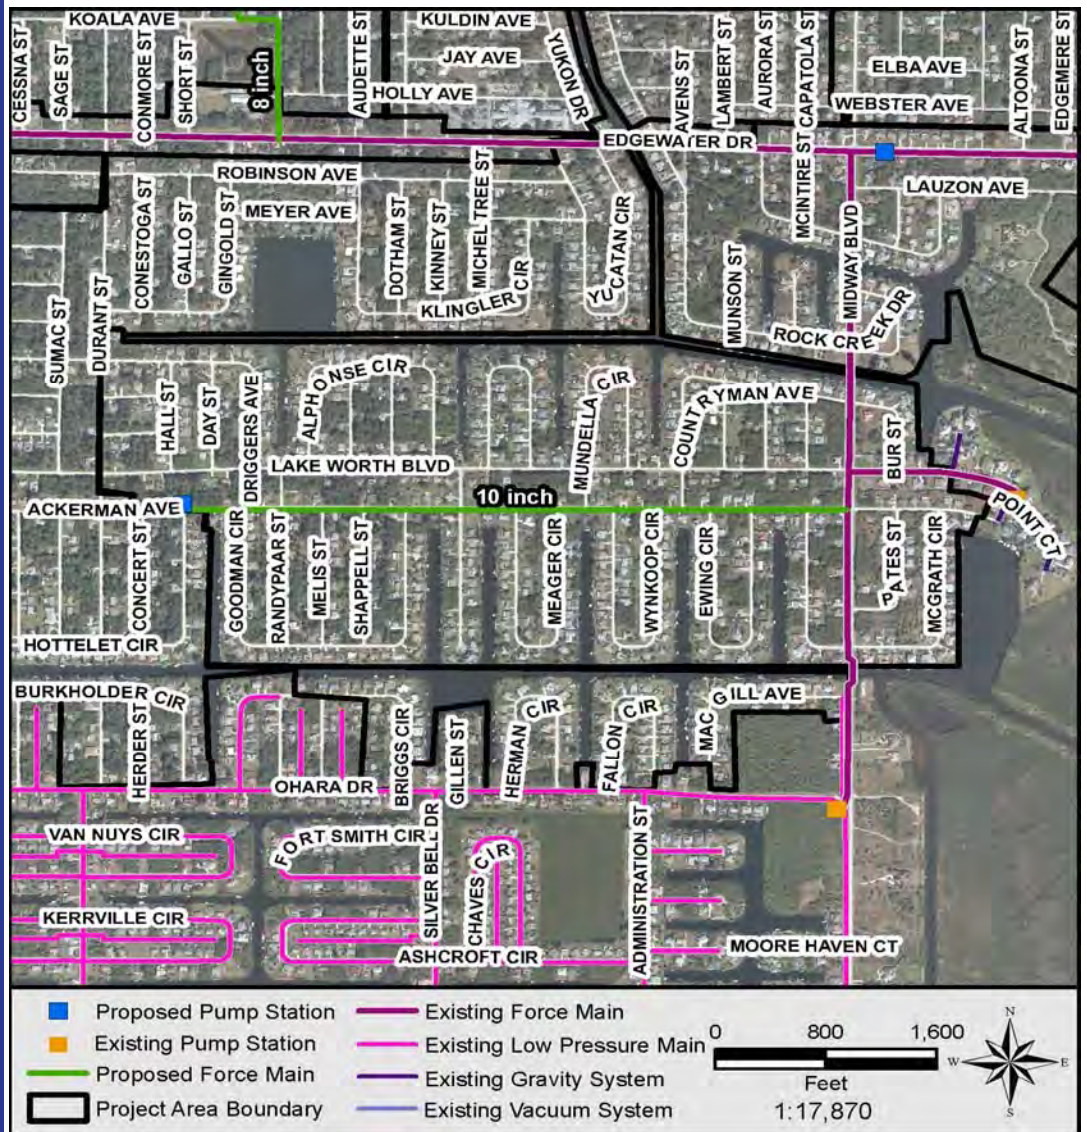 KOALA AVE
KULDIN AVE
JAY AVE
HOLLY AVE
CESSNA ST
SAGE ST
CONMORE ST
SHORT ST
8 inch
AUDETTE ST
YUKON DR
AVENS ST
LAMBERT ST
AURORA ST
CAPATOLA ST
ELBA AVE
WEBSTER AVE
ALTOONA ST
EDGEMERE ST
EDGEWATER DR
ROBINSON AVE
MEYER AVE
CONESTOGA ST
GALLO ST
GINGOLD ST
DOTHAM ST
KINNEY ST
MICHEL TREE ST
KLINGLER CIR
YUCATAN CIR
MCINTIRE ST
LAUZON AVE
MUNISON ST
MIDWAY BLVD
ROCK CREEK DR
SUMAC ST
DURANT ST
HALL ST
DAY ST
DRIGGERS AVE
ALPHONSE CIR
MUNDELLA CIR
COUNTRYMAN AVE
BUR ST
LAKE WORTH BLVD
10 inch
ACKERMAN AVE
POINT CT
CONCERT ST
GOODMAN CIR
RANDYPAR ST
MELIS ST
SHAPPELL ST
MEAGER CIR
WYNKOOP CIR
EWING CIR
PATES ST
MCGRATH CIR
HOTTELET CIR
BURKHOLDER CIR
HERDER ST
BRIGGS CIR
GILLEN ST
HERMAN CIR
FALLON CIR
MAC GILL AVE
OHARA DR
VAN NUYS CIR
FORT SMITH CIR
SILVER BELL DR
CHAVES CIR
ADMINISTRATION ST
KERRVILLE CIR
ASHCROFT CIR
MOORE HAVEN CT
Proposed Pump Station
Existing Pump Station
Proposed Force Main
Project Area Boundary
Existing Force Main
Existing Low Pressure Main
Existing Gravity System
Existing Vacuum System
0 800 1,600
Feet
1:17,870
N
W E
S